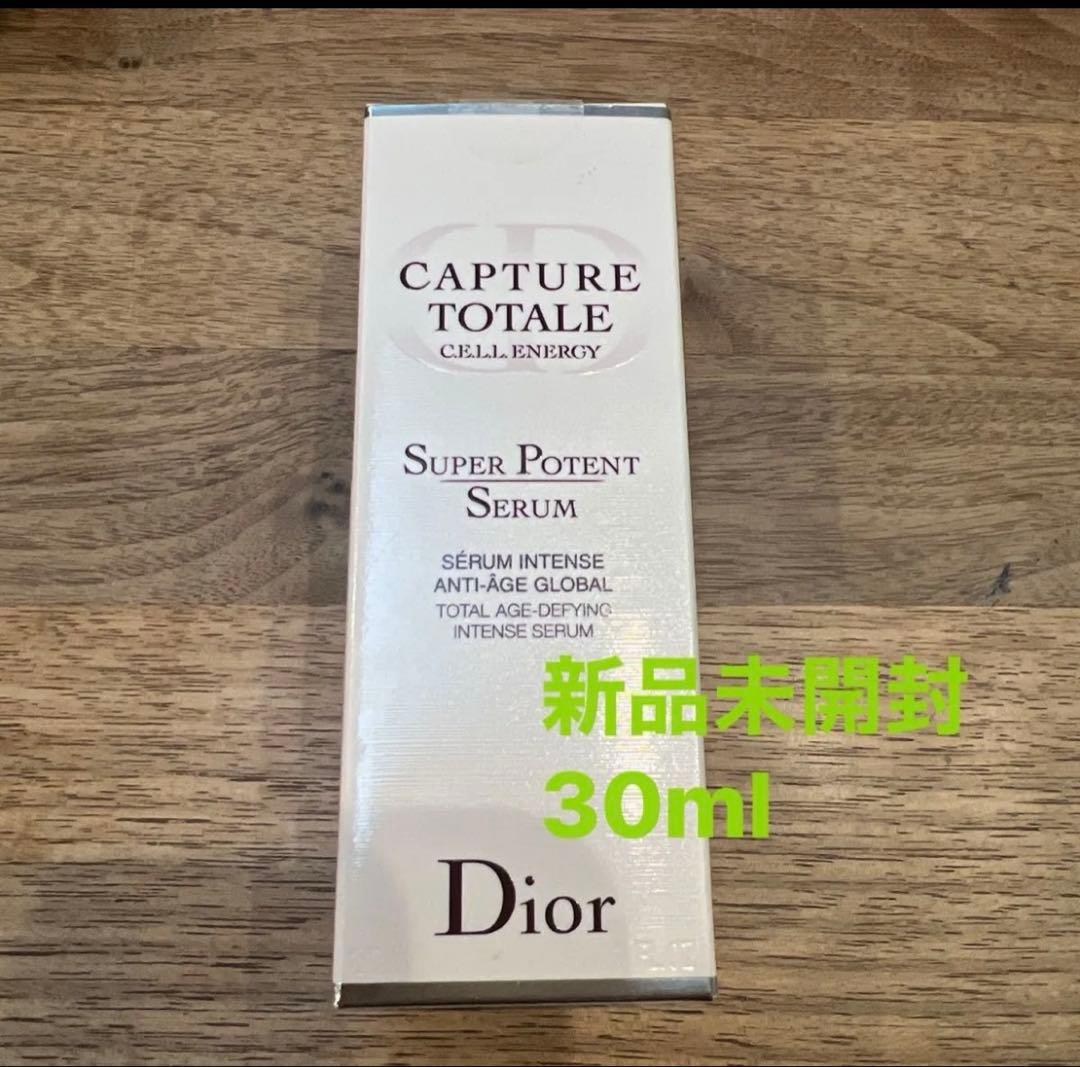 CAPTURE
TOTALE
C.E.L.L. ENERGY
SUPER POTENT
SERUM
SÉRUM INTENSE
ANTI-ÂGE GLOBAL
TOTAL AGE-DEFYING
INTENSE SERUM
新品未開封
30ml
Dior